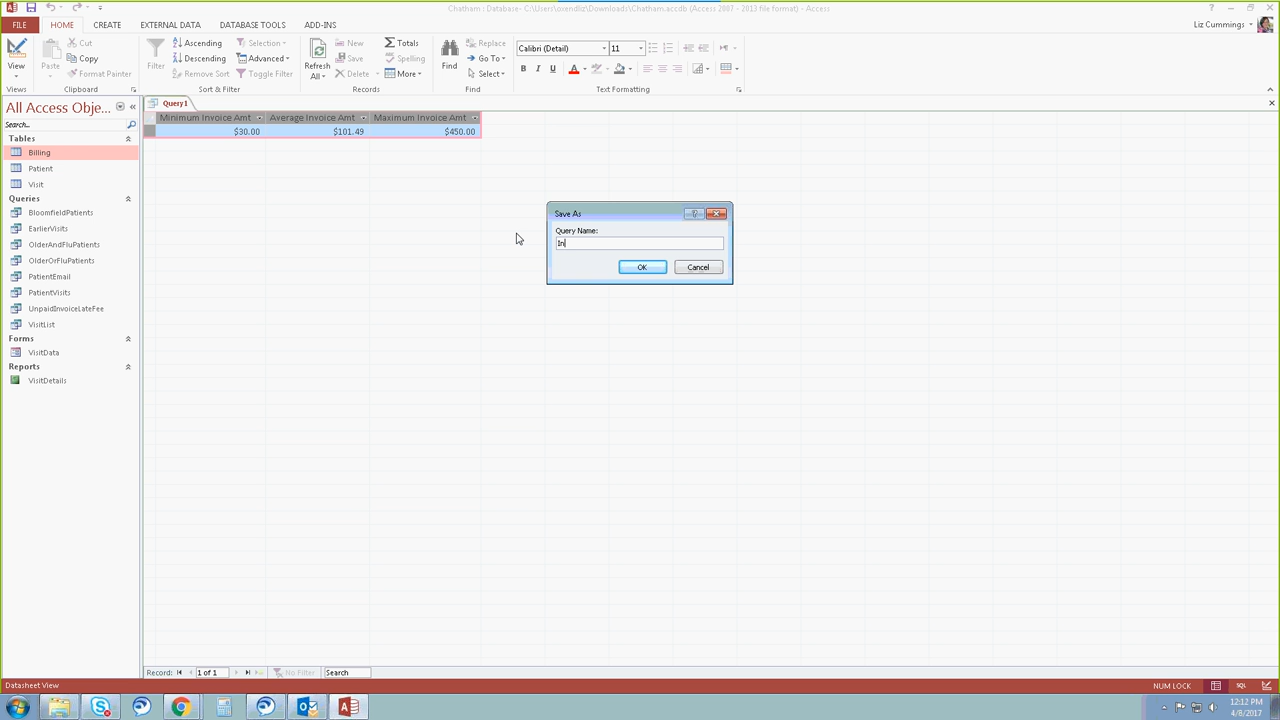 Chatham : Database- C:\Users\oxendliz\Downloads\Chatham.accdb (Access 2007 - 2013 file format) - Access
FILE HOME CREATE EXTERNAL DATA DATABASE TOOLS ADD-INS Liz Cummings
View Paste Cut Copy Format Painter Filter Ascending Descending Remove Selection Advanced Toggle Filter Refresh All New Save Delete Totals Spelling More Find Replace Go To Select Calibri (Detail) 11 B I U A
Views Clipboard Sort & Filter Records Find Text Formatting
All Access Obje...
Search...
Tables
Billing
Patient
Visit
Queries
BloomfieldPatients
EarlierVisits
OlderAndFluPatients
OlderOrFluPatients
PatientEmail
PatientVisits
UnpaidInvoiceLateFee
VisitList
Forms
VisitData
Reports
VisitDetails
Query1
Minimum Invoice Amt Average Invoice Amt Maximum Invoice Amt
$30.00 $101.49 $450.00
Save As
Query Name:
In
OK Cancel
Record: 1 of 1 No Filter Search
Datasheet View NUM LOCK SQL
12:12 PM
4/8/2017